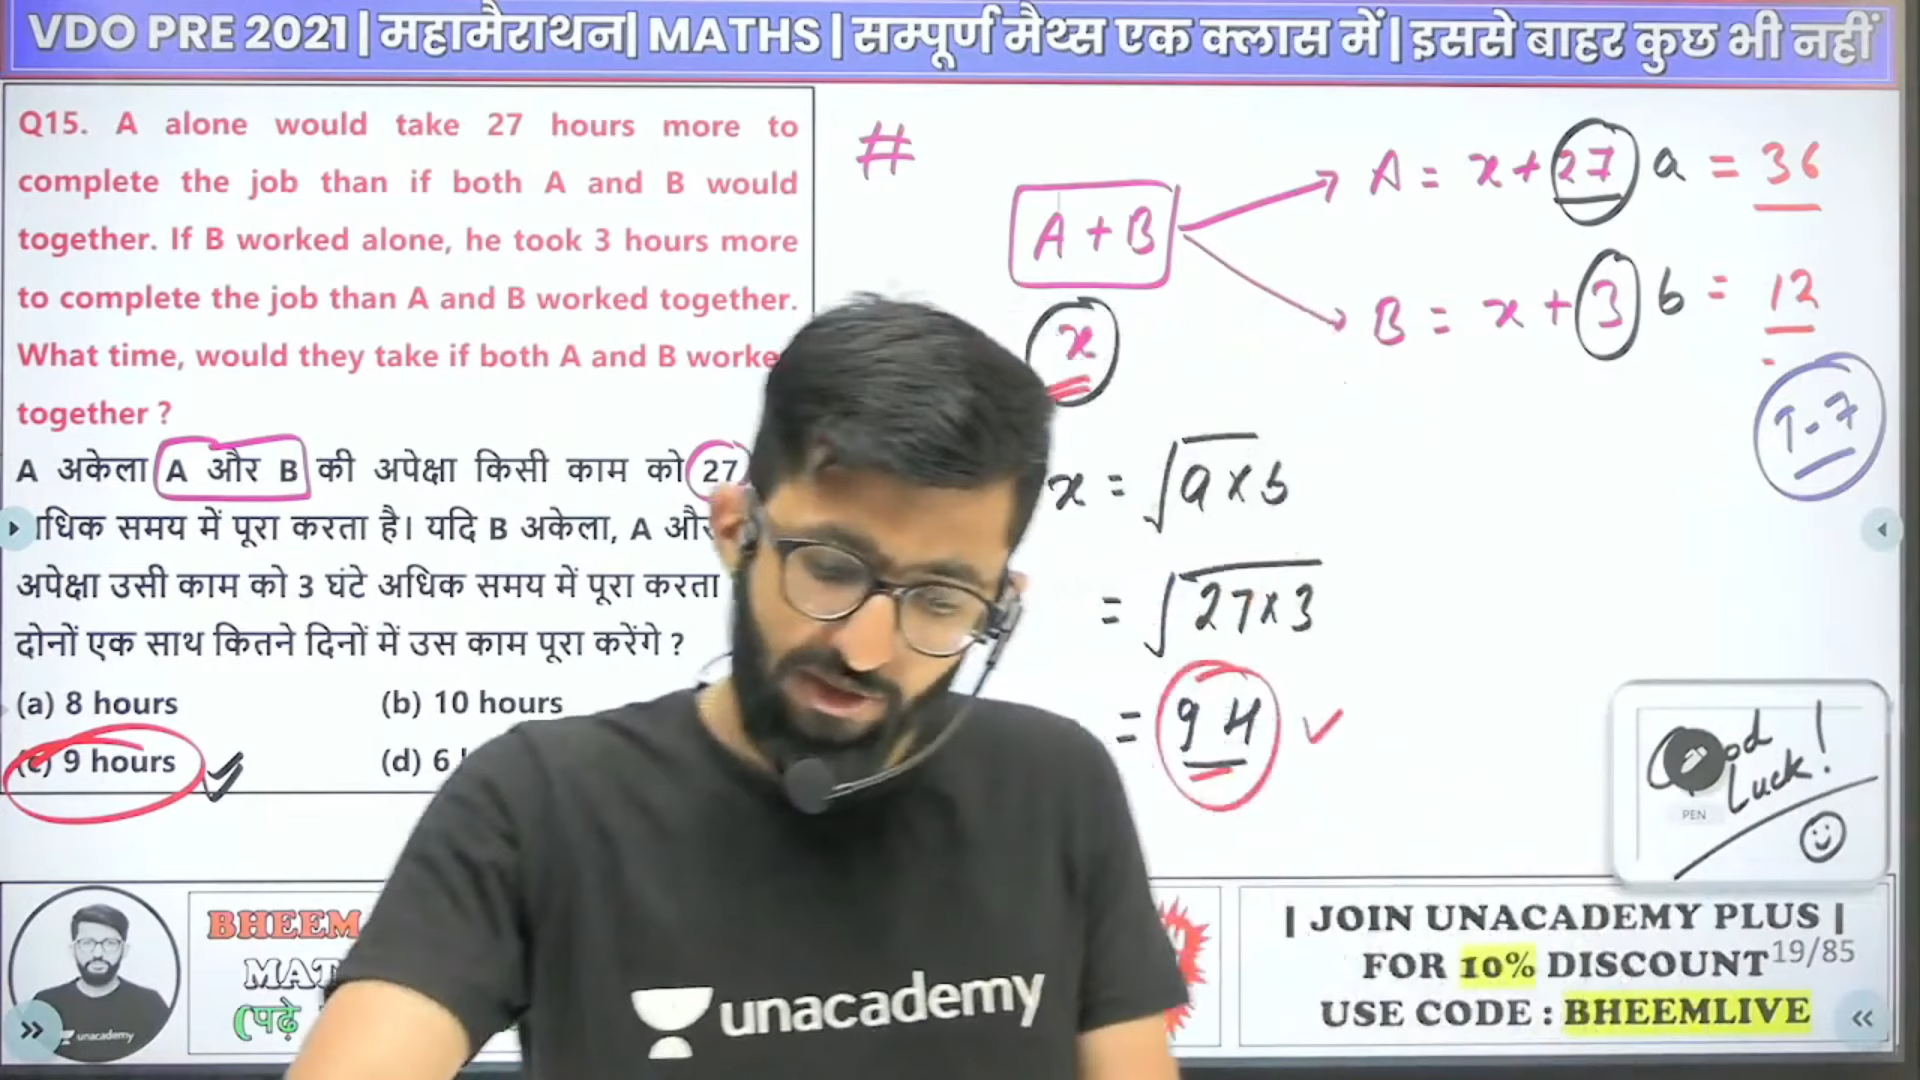 VDO PRE 2021 | महामैराथन| MATHS | सम्पूर्ण मैथ्स एक क्लास में | इससे बाहर कुछ भी नहीं
Q15. A alone would take 27 hours more to
complete the job than if both A and B would
together. If B worked alone, he took 3 hours more
to complete the job than A and B worked together.
What time, would they take if both A and B worke
together ?
A अकेला A और B की अपेक्षा किसी काम को 27
धिक समय में पूरा करता है। यदि B अकेला, A और
अपेक्षा उसी काम को 3 घंटे अधिक समय में पूरा करता
दोनों एक साथ कितने दिनों में उस काम पूरा करेंगे ?
(a) 8 hours (b) 10 hours
(c) 9 hours (d) 6
#
A + B
x
A = x + 27 a = 36
B = x + 3 b = 12
T-7
x = √a×b
= √27×3
= 9 H
Good
Luck!
PEN
BHEEM
MAT
(पढ़े
unacademy
unacademy
| JOIN UNACADEMY PLUS |
FOR 10% DISCOUNT
19/85
USE CODE : BHEEMLIVE